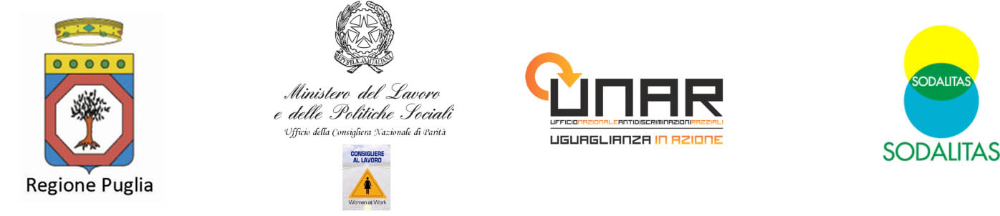 Regione Puglia
REPVBBLICA ITALIANA
Ministero del Lavoro
e delle Politiche Sociali
Ufficio della Consigliera Nazionale di Parità
CONSIGLIERE
AL LAVORO
Women at Work
UNAR
UFFICIONAZIONALEANTIDISCRIMINAZIONIRAZZIALI
UGUAGLIANZA IN AZIONE
SODALITAS
SODALITAS